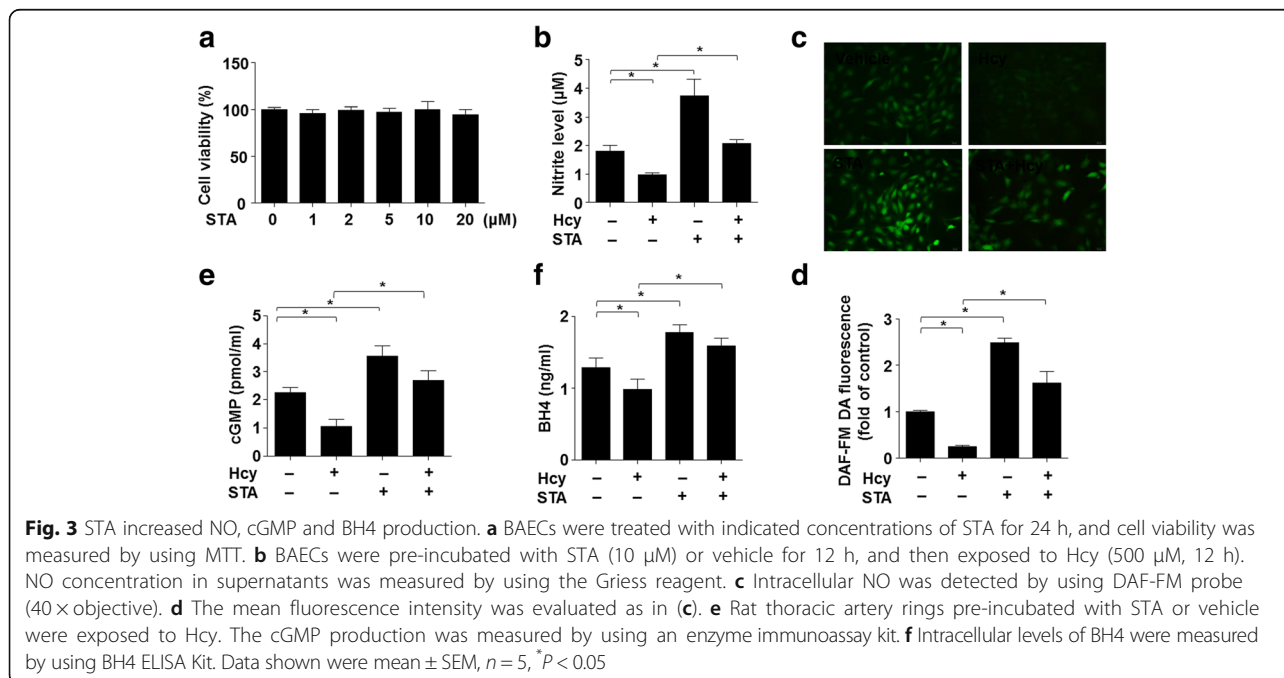 a
150
100
50
0
Cell viability (%)
STA 0 1 2 5 10 20 (µM)
b
* * *
5
4
3
2
1
0
Nitrite level (µM)
Hcy – + – +
STA – – + +
c
Vehicle
Hcy
STA
STA+Hcy
e
* * *
5
4
3
2
1
0
cGMP (pmol/ml)
Hcy – + – +
STA – – + +
f
* * *
2
1
0
BH4 (ng/ml)
Hcy – + – +
STA – – + +
d
* * *
3
2
1
0
DAF-FM DA fluorescence
(fold of control)
Hcy – + – +
STA – – + +
Fig. 3 STA increased NO, cGMP and BH4 production. a BAECs were treated with indicated concentrations of STA for 24 h, and cell viability was
measured by using MTT. b BAECs were pre-incubated with STA (10 µM) or vehicle for 12 h, and then exposed to Hcy (500 µM, 12 h).
NO concentration in supernatants was measured by using the Griess reagent. c Intracellular NO was detected by using DAF-FM probe
(40 × objective). d The mean fluorescence intensity was evaluated as in (c). e Rat thoracic artery rings pre-incubated with STA or vehicle
were exposed to Hcy. The cGMP production was measured by using an enzyme immunoassay kit. f Intracellular levels of BH4 were measured
by using BH4 ELISA Kit. Data shown were mean ± SEM, n = 5, *P < 0.05